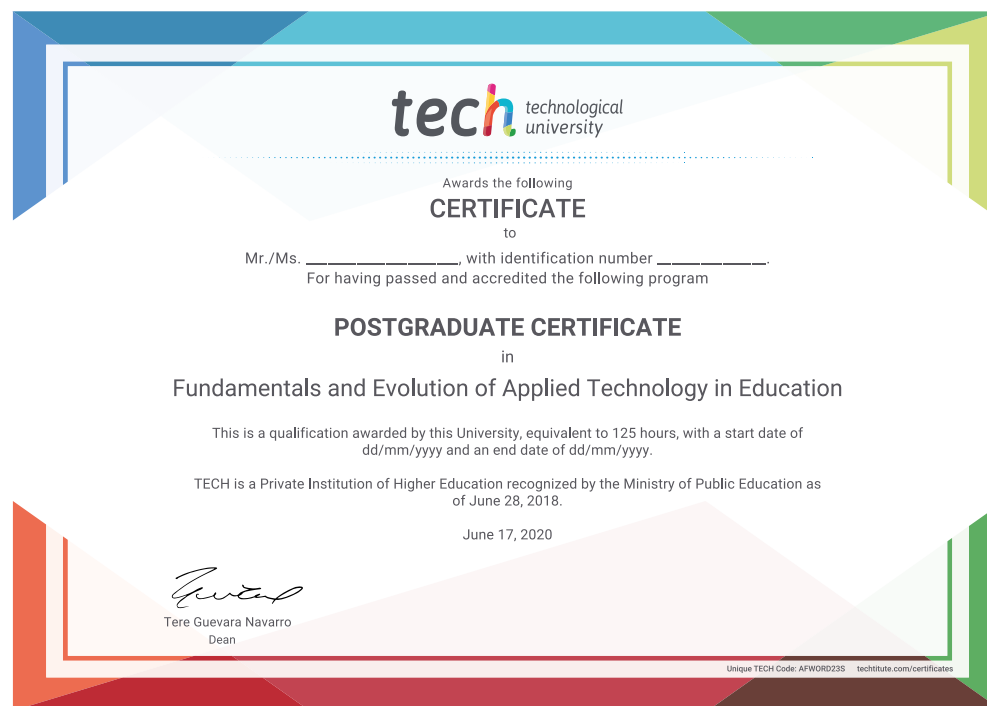 tech technological
university
Awards the following
CERTIFICATE
to
Mr./Ms. ____________________, with identification number ______________.
For having passed and accredited the following program
POSTGRADUATE CERTIFICATE
in
Fundamentals and Evolution of Applied Technology in Education
This is a qualification awarded by this University, equivalent to 125 hours, with a start date of
dd/mm/yyyy and an end date of dd/mm/yyyy.
TECH is a Private Institution of Higher Education recognized by the Ministry of Public Education as
of June 28, 2018.
June 17, 2020
Tere Guevara Navarro
Dean
Unique TECH Code: AFWORD23S techtitute.com/certificates